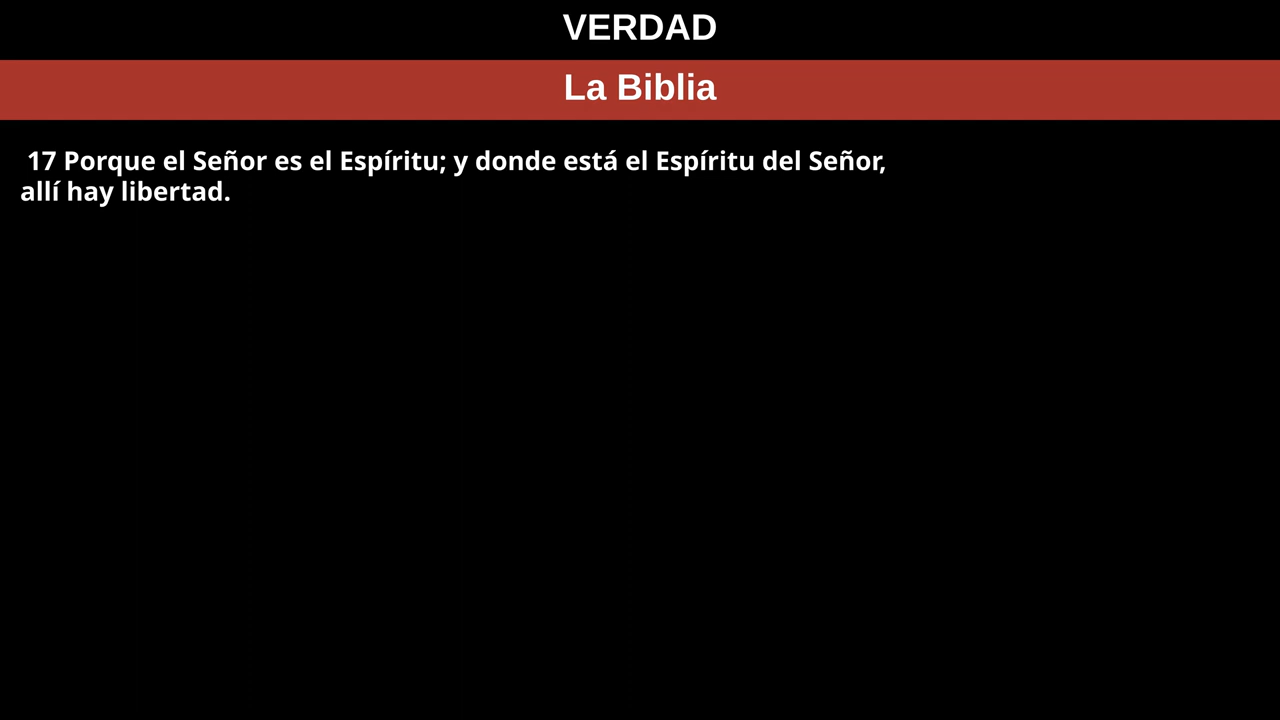 VERDAD
La Biblia
17 Porque el Señor es el Espíritu; y donde está el Espíritu del Señor,
allí hay libertad.